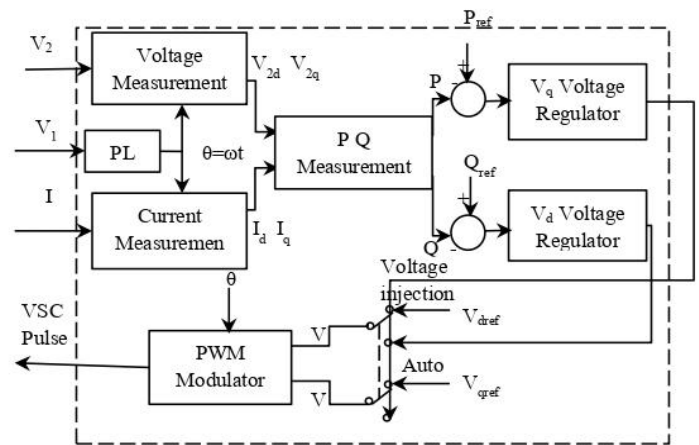 V2
Voltage
Measurement
V2d V2q
Pref
+
-
P
Vq Voltage
Regulator
V1
PL
θ=ωt
P Q
Measurement
Qref
+
-
Q
Vd Voltage
Regulator
I
Current
Measuremen
Id Iq
θ
Voltage
injection
Vdref
VSC
Pulse
PWM
Modulator
V
V
Auto
Vqref